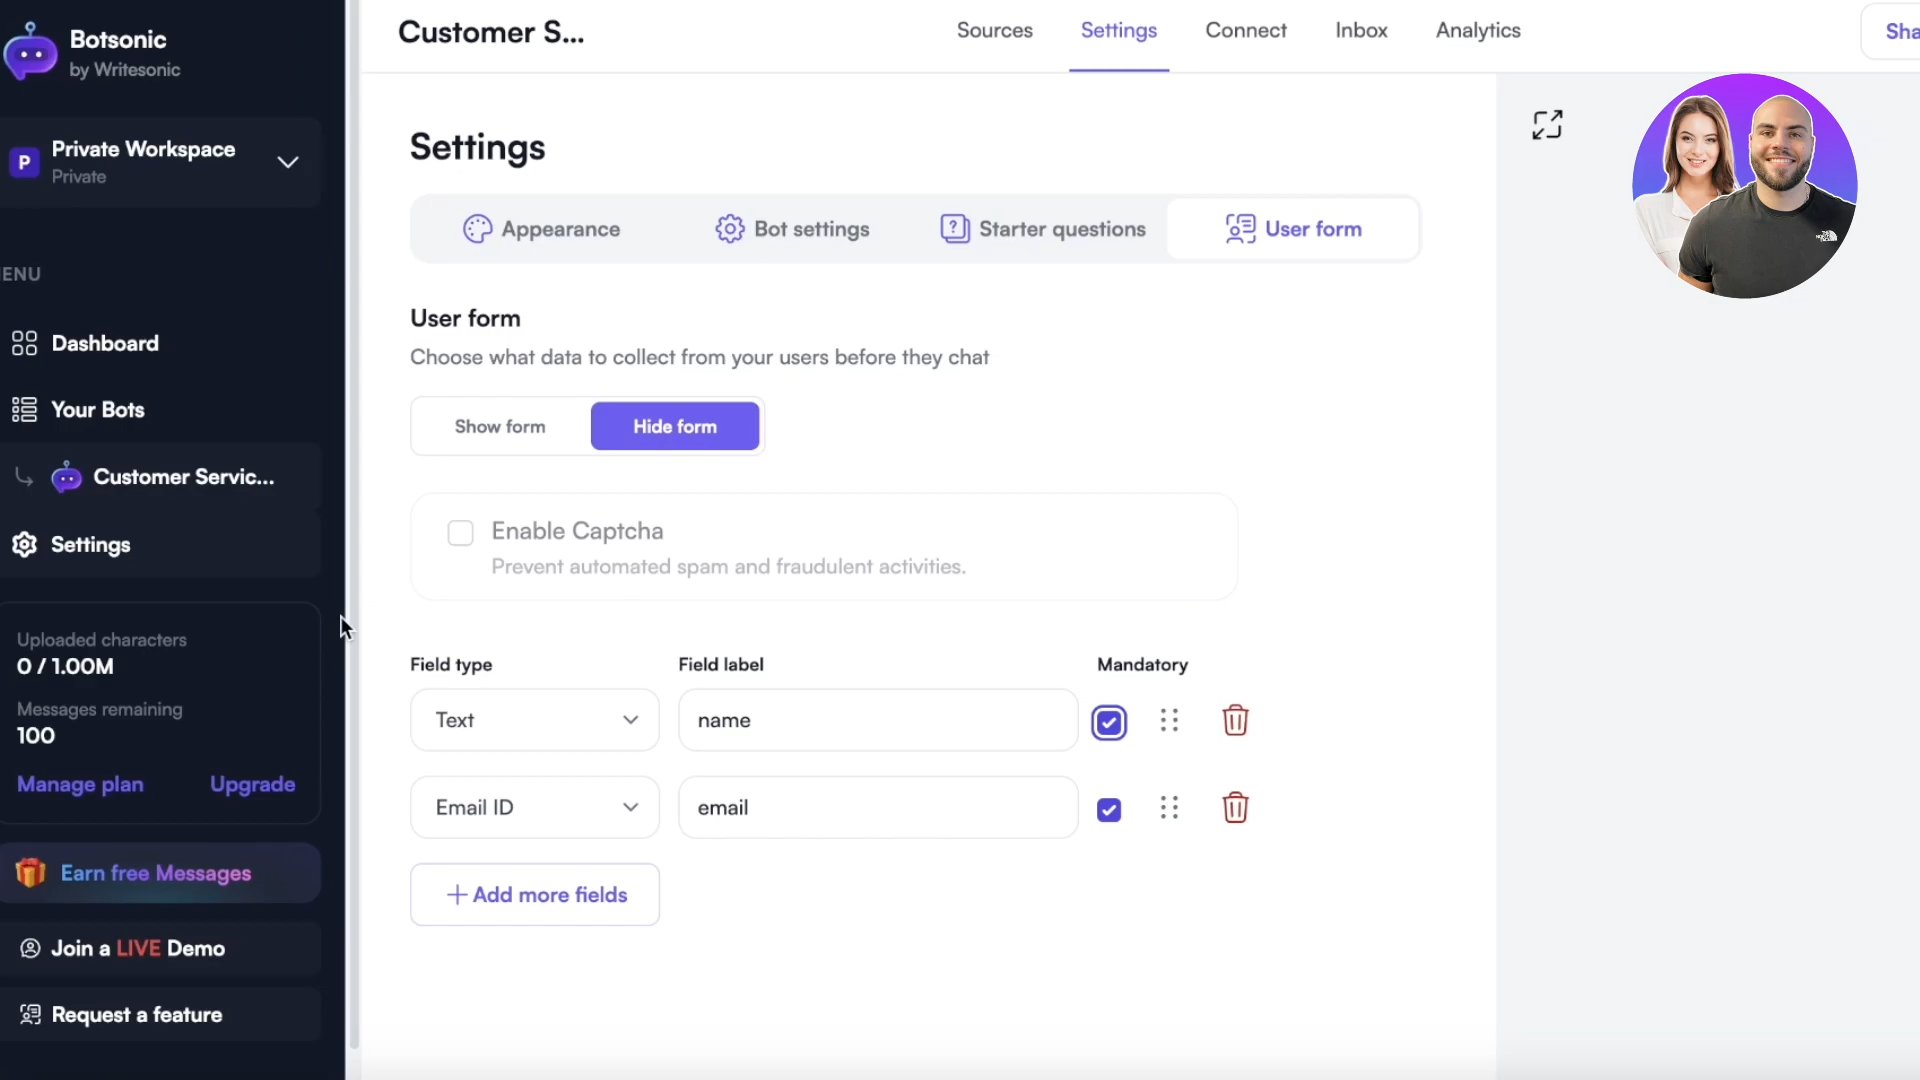 Botsonic
by Writesonic
P
Private Workspace
Private
ENU
Dashboard
Your Bots
Customer Servic...
Settings
Uploaded characters
0 / 1.00M
Messages remaining
100
Manage plan
Upgrade
Earn free Messages
Join a LIVE Demo
Request a feature
Customer S...
Sources
Settings
Connect
Inbox
Analytics
Sha
Settings
Appearance
Bot settings
Starter questions
User form
User form
Choose what data to collect from your users before they chat
Show form
Hide form
Enable Captcha
Prevent automated spam and fraudulent activities.
Field type
Field label
Mandatory
Text
name
Email ID
email
+ Add more fields
THE
NORTH
FACE